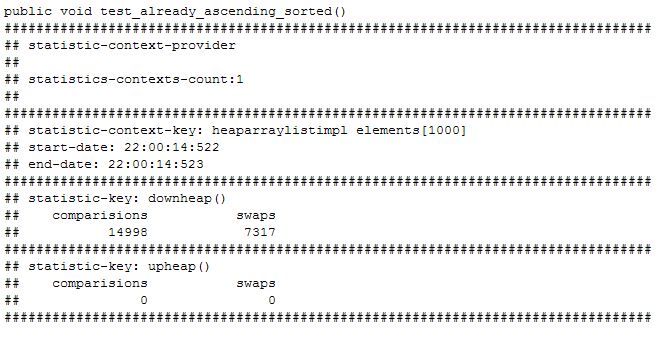 public void test_already_ascending_sorted()
#################################################################################
## statistic-context-provider
##
## statistics-contexts-count:1
##
#################################################################################
## statistic-context-key: heaparraylistimpl elements[1000]
## start-date: 22:00:14:522
## end-date: 22:00:14:523
#################################################################################
## statistic-key: downheap()
##    comparisions           swaps
##           14998            7317
#################################################################################
## statistic-key: upheap()
##    comparisions           swaps
##               0               0
#################################################################################